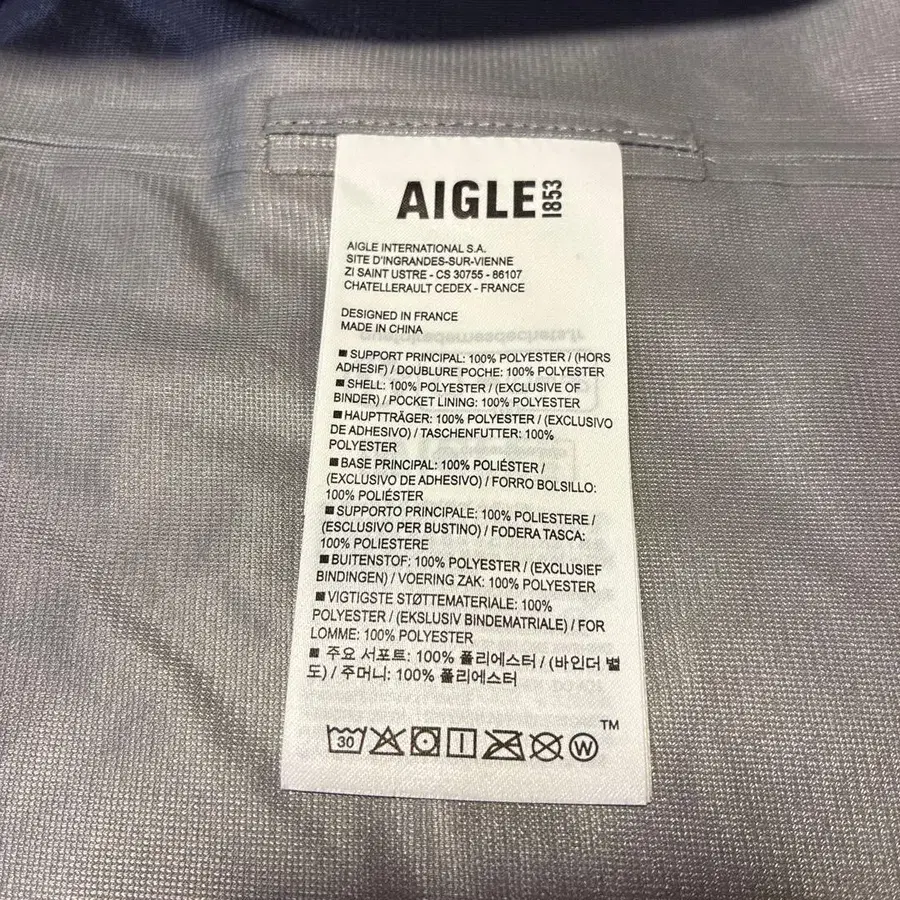 AIGLE 1853
AIGLE INTERNATIONAL S.A.
SITE D'INGRANDES-SUR-VIENNE
ZI SAINT USTRE - CS 30755 - 86107
CHATELLERAULT CEDEX - FRANCE
DESIGNED IN FRANCE
MADE IN CHINA
■ SUPPORT PRINCIPAL: 100% POLYESTER / (HORS
ADHESIF) / DOUBLURE POCHE: 100% POLYESTER
■ SHELL: 100% POLYESTER / (EXCLUSIVE OF
BINDER) / POCKET LINING: 100% POLYESTER
■ HAUPTTRÄGER: 100% POLYESTER / (EXCLUSIVO
DE ADHESIVO) / TASCHENFUTTER: 100%
POLYESTER
■ BASE PRINCIPAL: 100% POLIÉSTER /
(EXCLUSIVO DE ADHESIVO) / FORRO BOLSILLO:
100% POLIÉSTER
■ SUPPORTO PRINCIPALE: 100% POLIESTERE /
(ESCLUSIVO PER BUSTINO) / FODERA TASCA:
100% POLIESTERE
■ BUITENSTOF: 100% POLYESTER / (EXCLUSIEF
BINDINGEN) / VOERING ZAK: 100% POLYESTER
■ VIGTIGSTE STØTTEMATERIALE: 100%
POLYESTER / (EKSLUSIV BINDEMATRIALE) / FOR
LOMME: 100% POLYESTER
■ 주요 서포트: 100% 폴리에스터 / (바인더 별
도) / 주머니: 100% 폴리에스터
30 W ™
quefairedemesdechets.fr